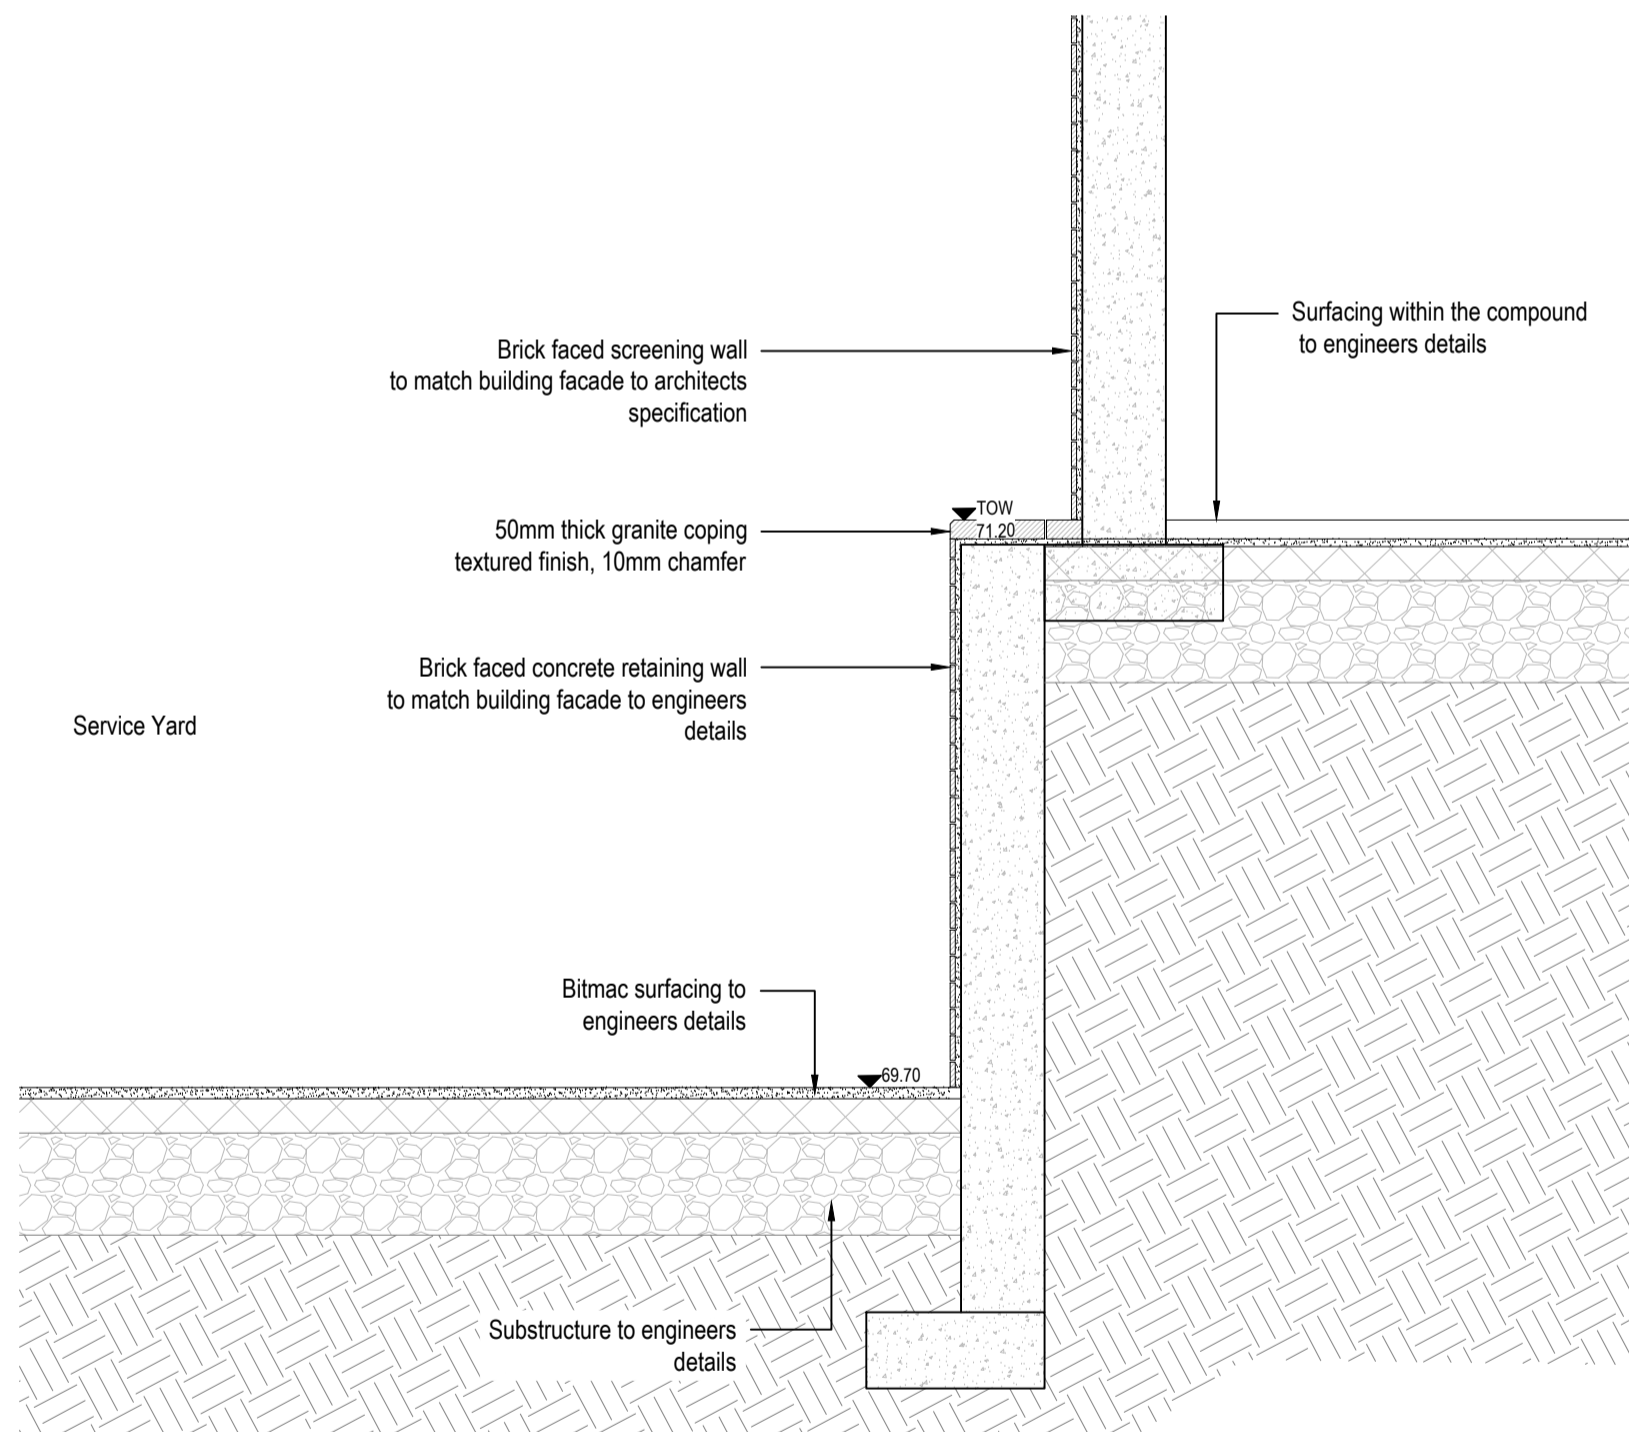 Surfacing within the compound
to engineers details
Brick faced screening wall
to match building facade to architects
specification
TOW
71.20
50mm thick granite coping
textured finish, 10mm chamfer
Brick faced concrete retaining wall
to match building facade to engineers
details
Service Yard
Bitmac surfacing to
engineers details
69.70
Substructure to engineers
details